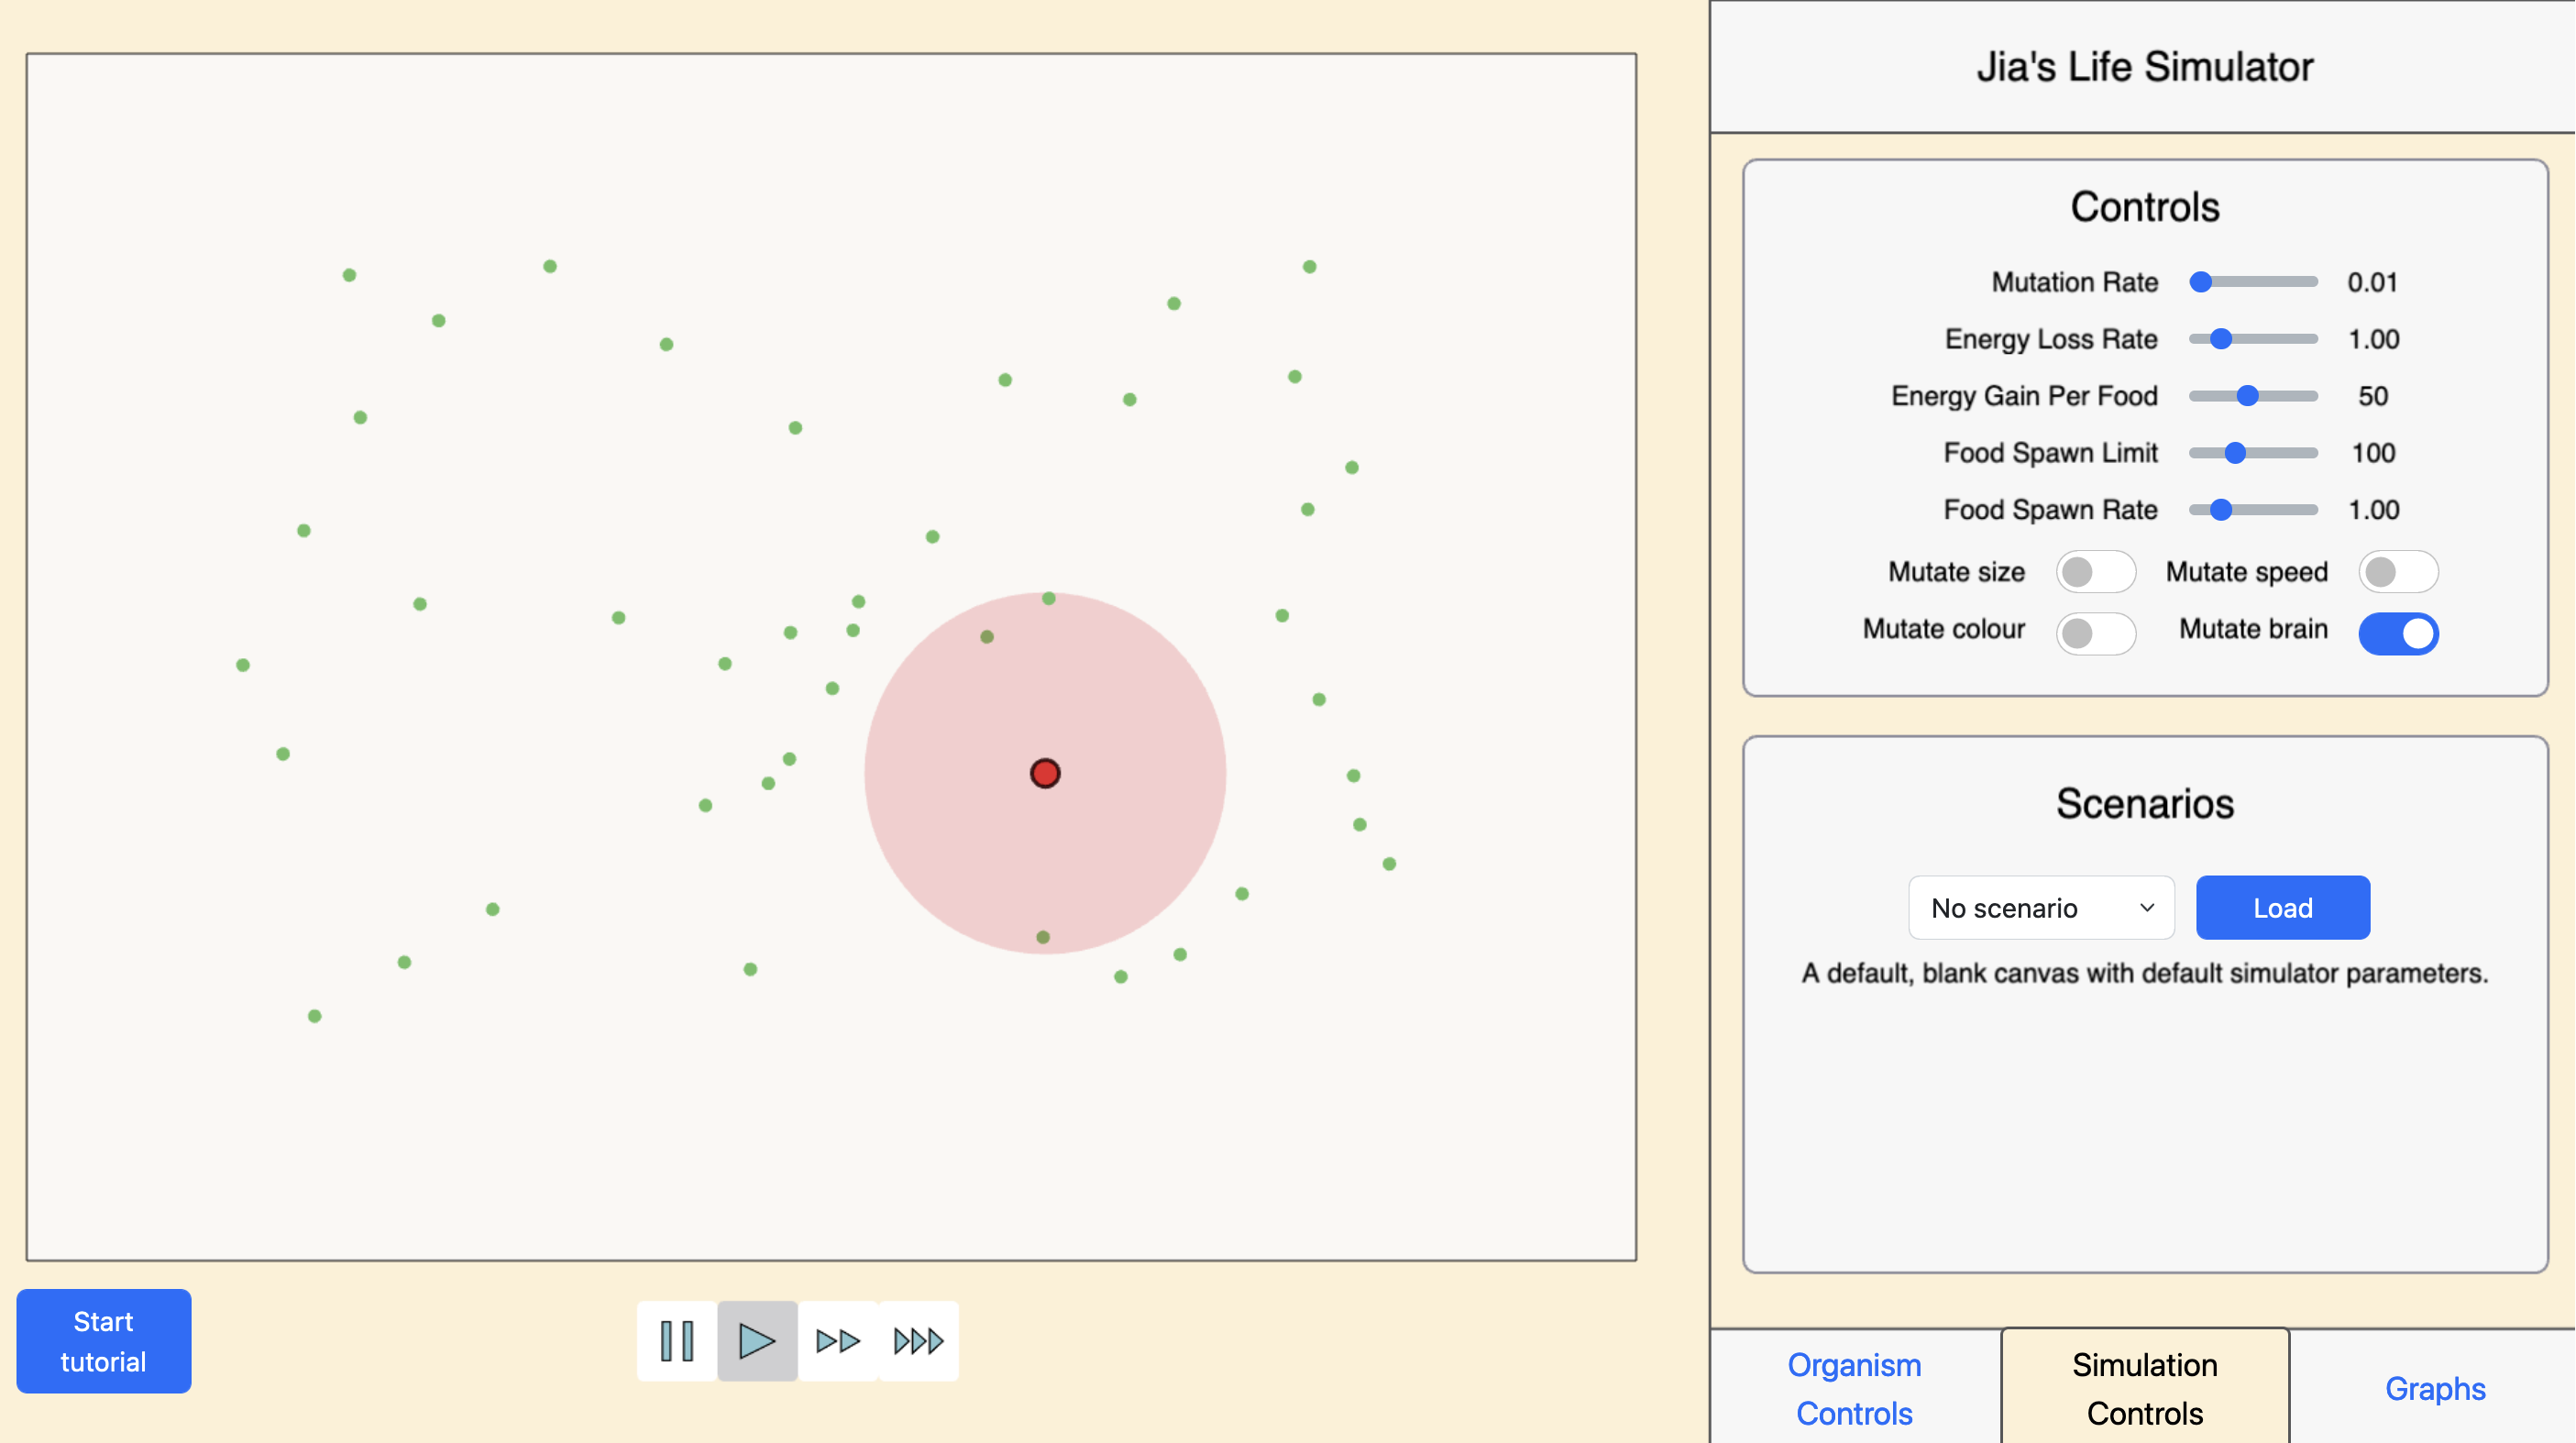 Jia's Life Simulator
Controls
Mutation Rate 0.01
Energy Loss Rate 1.00
Energy Gain Per Food 50
Food Spawn Limit 100
Food Spawn Rate 1.00
Mutate size Mutate speed
Mutate colour Mutate brain
Scenarios
No scenario Load
A default, blank canvas with default simulator parameters.
Start
tutorial
Organism
Controls
Simulation
Controls
Graphs